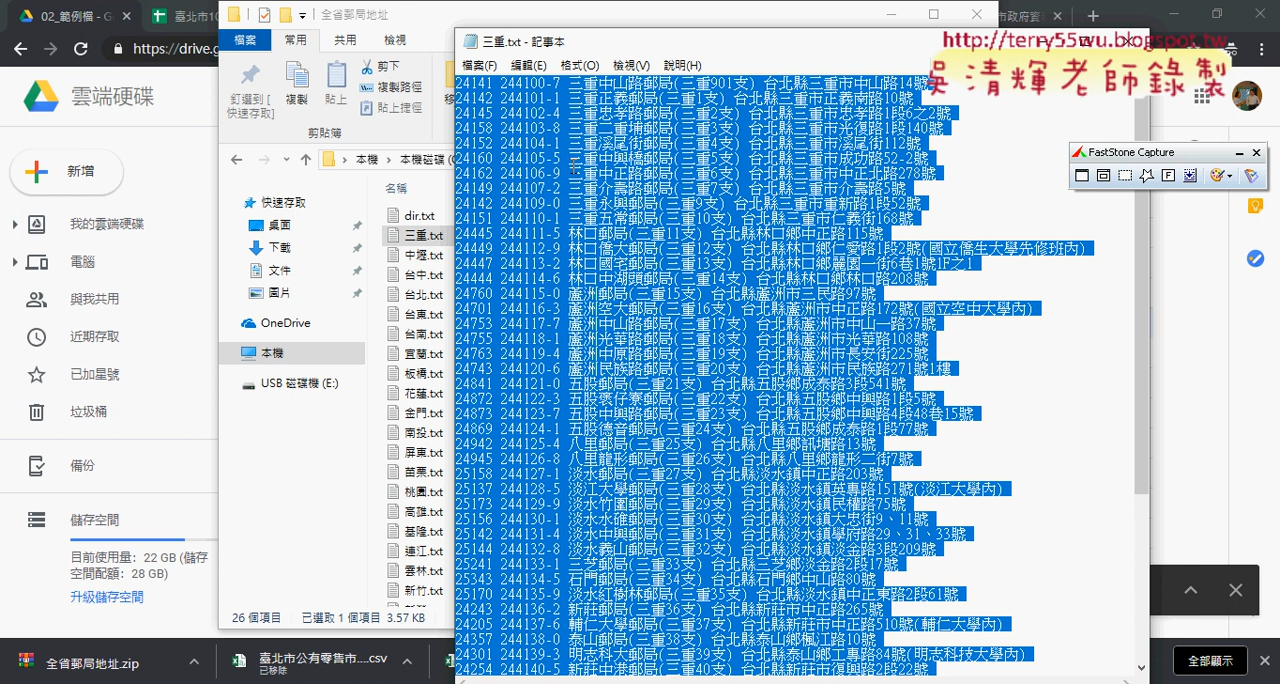 02_範例檔 - G
臺北市10
全省郵局地址
市政府資
https://drive.g
檔案
常用
共用
檢視
三重.txt - 記事本
http://terry55wu.blogspot.tw
吳清輝老師錄製
檔案(F) 編輯(E) 格式(O) 檢視(V) 說明(H)
雲端硬碟
釘選到 [
快速存取]
複製
貼上
剪下
複製路徑
貼上捷徑
剪貼簿
新增
我的雲端硬碟
電腦
與我共用
近期存取
已加星號
垃圾桶
備份
儲存空間
目前使用量：22 GB (儲存
空間配額：28 GB)
升級儲存空間
本機
本機磁碟 (C
快速存取
桌面
下載
文件
圖片
OneDrive
本機
USB 磁碟機 (E:)
名稱
dir.txt
三重.txt
中壢.txt
台中.txt
台北.txt
台東.txt
台南.txt
宜蘭.txt
板橋.txt
花蓮.txt
金門.txt
南投.txt
屏東.txt
苗栗.txt
桃園.txt
高雄.txt
基隆.txt
連江.txt
雲林.txt
新竹.txt
26 個項目
已選取 1 個項目 3.57 KB
24141 244100-7 三重中山路郵局(三重901支) 台北縣三重市中山路14號
24142 244101-1 三重正義郵局(三重1支) 台北縣三重市正義南路10號
24145 244102-4 三重忠孝路郵局(三重2支) 台北縣三重市忠孝路1段6之2號
24158 244103-8 三重二重埔郵局(三重3支) 台北縣三重市光復路1段140號
24152 244104-1 三重溪尾街郵局(三重4支) 台北縣三重市溪尾街112號
24160 244105-5 三重中興橋郵局(三重5支) 台北縣三重市成功路52-2號
24162 244106-9 三重中正路郵局(三重6支) 台北縣三重市中正北路278號
24149 244107-2 三重介壽路郵局(三重7支) 台北縣三重市介壽路5號
24142 244109-0 三重永興郵局(三重9支) 台北縣三重市重新路1段52號
24151 244110-1 三重五常郵局(三重10支) 台北縣三重市仁義街168號
24445 244111-5 林口郵局(三重11支) 台北縣林口鄉中正路115號
24449 244112-9 林口僑大郵局(三重12支) 台北縣林口鄉仁愛路1段2號(國立僑生大學先修班內)
24447 244113-2 林口國宅郵局(三重13支) 台北縣林口鄉麗園一街6巷1號1F之1
24444 244114-6 林口中湖頭郵局(三重14支) 台北縣林口鄉林口路208號
24760 244115-0 蘆洲郵局(三重15支) 台北縣蘆洲市三民路97號
24701 244116-3 蘆洲空大郵局(三重16支) 台北縣蘆洲市中正路172號(國立空中大學內)
24753 244117-7 蘆洲中山路郵局(三重17支) 台北縣蘆洲市中山一路37號
24755 244118-1 蘆洲光華路郵局(三重18支) 台北縣蘆洲市光華路108號
24763 244119-4 蘆洲中原路郵局(三重19支) 台北縣蘆洲市長安街225號
24743 244120-6 蘆洲民族路郵局(三重20支) 台北縣蘆洲市民族路271號1樓
24841 244121-0 五股郵局(三重21支) 台北縣五股鄉成泰路3段541號
24872 244122-3 五股褒仔寮郵局(三重22支) 台北縣五股鄉中興路1段5號
24873 244123-7 五股中興路郵局(三重23支) 台北縣五股鄉中興路4段48巷15號
24869 244124-1 五股德音郵局(三重24支) 台北縣五股鄉成泰路1段77號
24942 244125-4 八里郵局(三重25支) 台北縣八里鄉訊塘路13號
24945 244126-8 八里龍形郵局(三重26支) 台北縣八里鄉龍形二街7號
25158 244127-1 淡水郵局(三重27支) 台北縣淡水鎮中正路203號
25137 244128-5 淡江大學郵局(三重28支) 台北縣淡水鎮英專路151號(淡江大學內)
25173 244129-9 淡水竹圍郵局(三重29支) 台北縣淡水鎮民權路75號
25156 244130-1 淡水水碓郵局(三重30支) 台北縣淡水鎮大忠街9、11號
25142 244131-4 淡水中興郵局(三重31支) 台北縣淡水鎮學府路29、31、33號
25144 244132-8 淡水義山郵局(三重32支) 台北縣淡水鎮淡金路3段209號
25241 244133-1 三芝郵局(三重33支) 台北縣三芝鄉淡金路2段17號
25343 244134-5 石門郵局(三重34支) 台北縣石門鄉中山路80號
25170 244135-9 淡水紅樹林郵局(三重35支) 台北縣淡水鎮中正東路2段61號
24243 244136-2 新莊郵局(三重36支) 台北縣新莊市中正路265號
24205 244137-6 輔仁大學郵局(三重37支) 台北縣新莊市中正路510號(輔仁大學內)
24357 244138-0 泰山郵局(三重38支) 台北縣泰山鄉楓江路10號
24301 244139-3 明志科大郵局(三重39支) 台北縣泰山鄉工專路84號(明志科技大學內)
24254 244140-5 新莊中港郵局(三重40支) 台北縣新莊市復興路2段22號
FastStone Capture
全省郵局地址.zip
臺北市公有零售市....csv
已移除
全部顯示